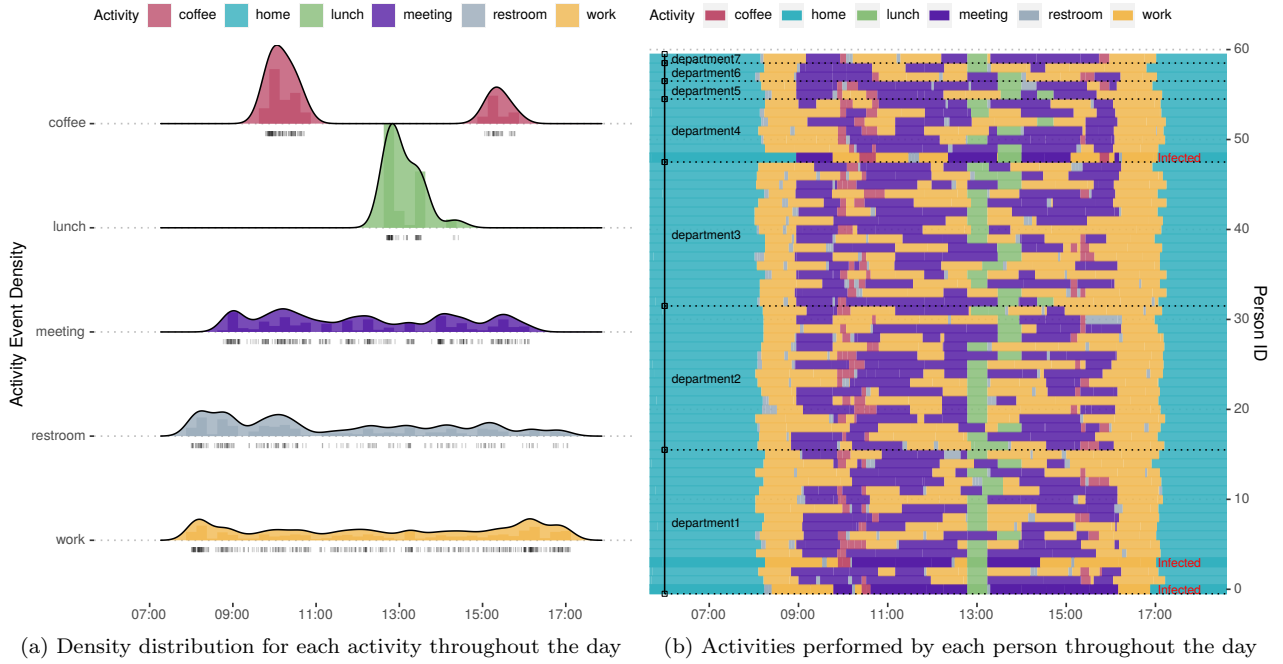 Activity coffee home lunch meeting restroom work
coffee
lunch
meeting
restroom
work
Activity Event Density
07:00 09:00 11:00 13:00 15:00 17:00
(a) Density distribution for each activity throughout the day
Activity coffee home lunch meeting restroom work
department7
department6
department5
department4
department3
department2
department1
Infected
Infected
Infected
60
50
40
30
20
10
0
Person ID
07:00 09:00 11:00 13:00 15:00 17:00
(b) Activities performed by each person throughout the day